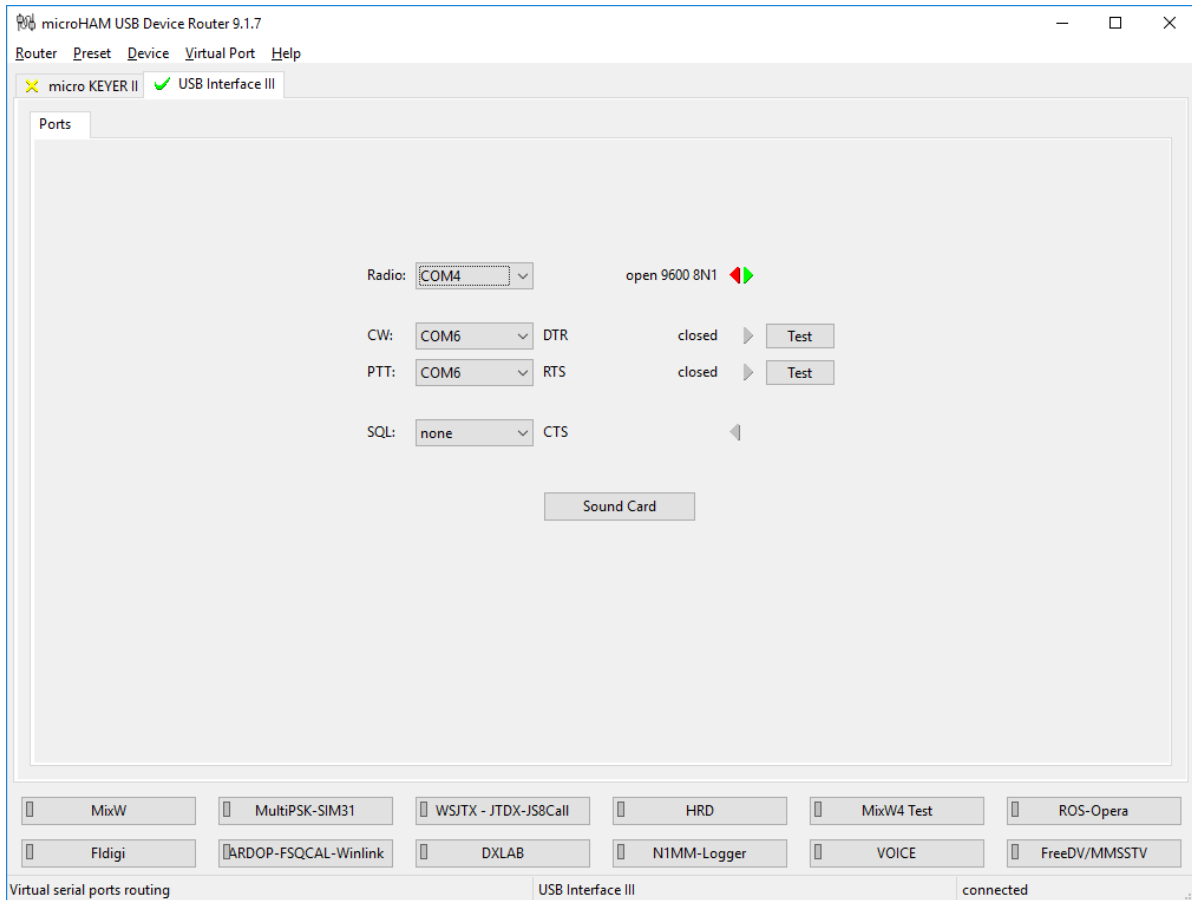 microHAM USB Device Router 9.1.7
Router Preset Device Virtual Port Help
micro KEYER II USB Interface III
Ports
Radio: COM4 open 9600 8N1
CW: COM6 DTR closed Test
PTT: COM6 RTS closed Test
SQL: none CTS
Sound Card
MixW MultiPSK-SIM31 WSJTX - JTDX-JS8Call HRD MixW4 Test ROS-Opera
Fldigi ARDOP-FSQCAL-Winlink DXLAB N1MM-Logger VOICE FreeDV/MMSSTV
Virtual serial ports routing USB Interface III connected